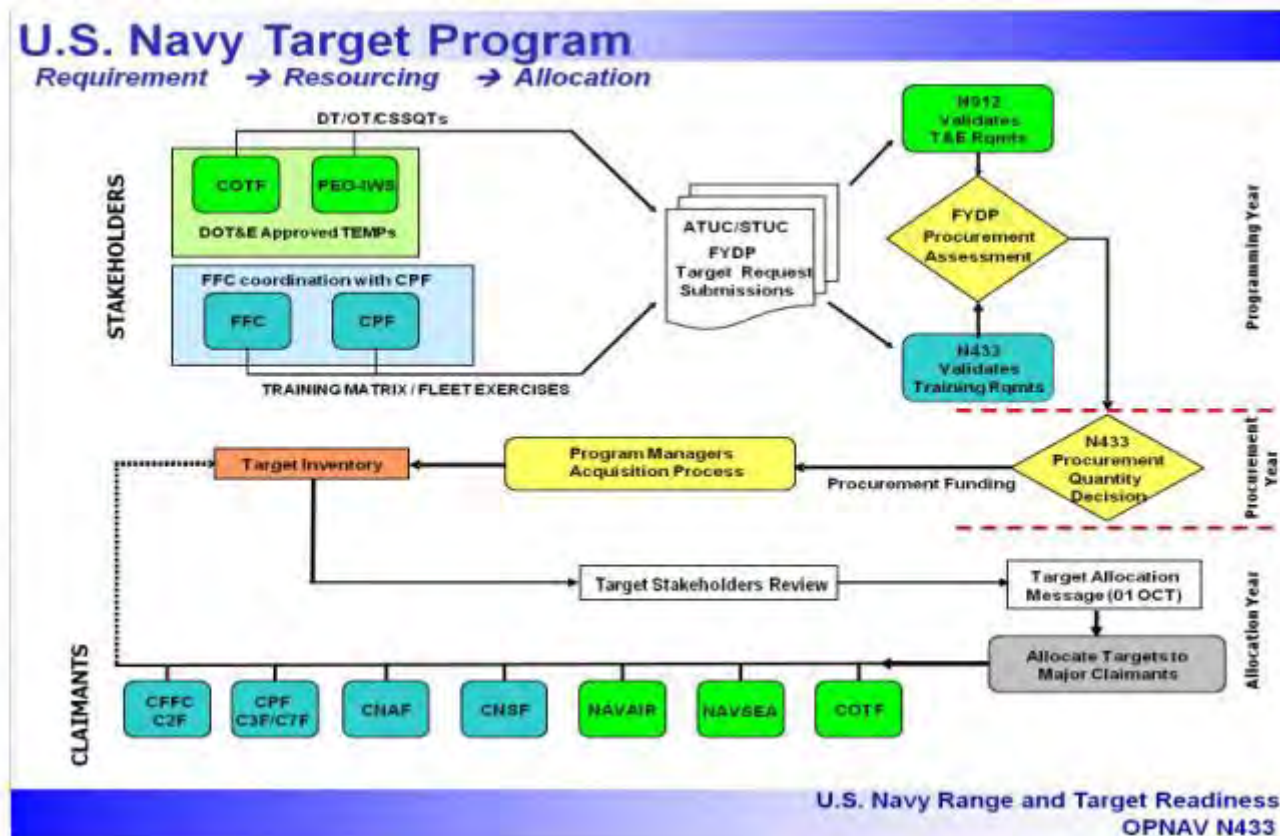 U.S. Navy Target Program
Requirement → Resourcing → Allocation
DT/OT/CSSQTs
STAKEHOLDERS
COTF
PEO-IWS
DOT&E Approved TEMPs
FFC coordination with CPF
FFC
CPF
TRAINING MATRIX / FLEET EXERCISES
ATUC/STUC
FYDP
Target Request
Submissions
N912
Validates
T&E Rqmts
FYDP
Procurement
Assessment
N433
Validates
Training Rqmts
Programming Year
N433
Procurement
Quantity
Decision
Procurement
Year
Procurement Funding
Program Managers
Acquisition Process
Target Inventory
Target Stakeholders Review
Target Allocation
Message (01 OCT)
Allocate Targets to
Major Claimants
Allocation Year
CLAIMANTS
CFFC
C2F
CPF
C3F/C7F
CNAF
CNSF
NAVAIR
NAVSEA
COTF
U.S. Navy Range and Target Readiness
OPNAV N433